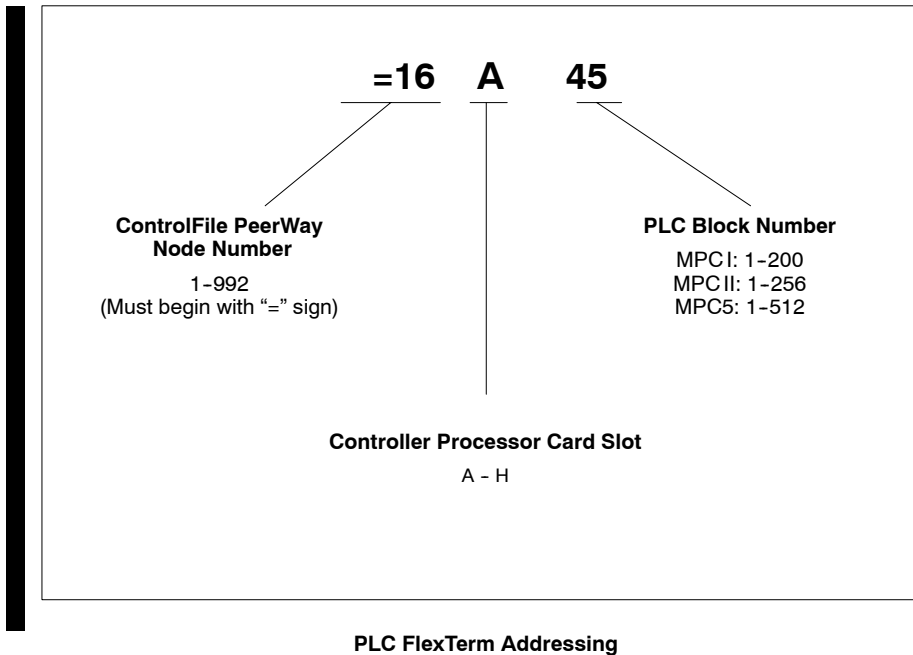 =16 A 45
ControlFile PeerWay
Node Number
1-992
(Must begin with “=” sign)
PLC Block Number
MPC I: 1-200
MPC II: 1-256
MPC5: 1-512
Controller Processor Card Slot
A - H
PLC FlexTerm Addressing